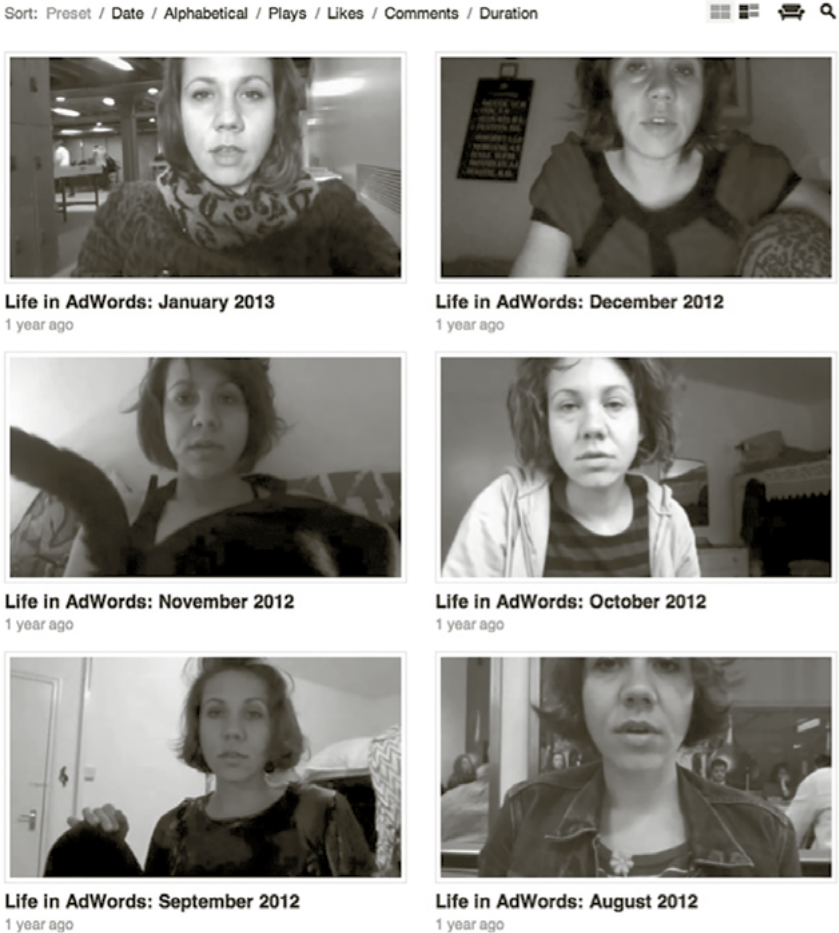 Sort: Preset / Date / Alphabetical / Plays / Likes / Comments / Duration
Life in AdWords: January 2013
1 year ago
Life in AdWords: December 2012
1 year ago
Life in AdWords: November 2012
1 year ago
Life in AdWords: October 2012
1 year ago
Life in AdWords: September 2012
1 year ago
Life in AdWords: August 2012
1 year ago